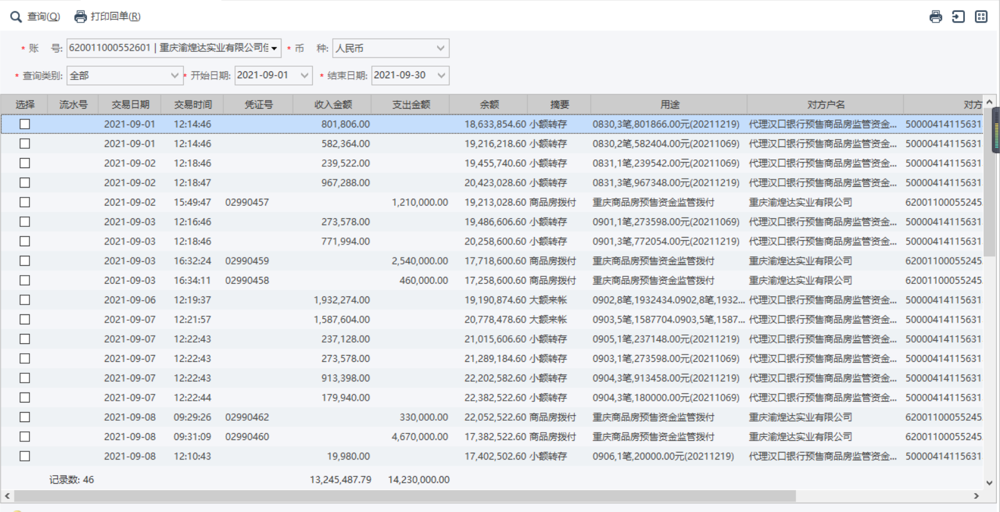 查询(Q) 打印回单(R)
* 账 号: 620011000552601 | 重庆渝煌达实业有限公司 * 币 种: 人民币
* 查询类别: 全部 * 开始日期: 2021-09-01 * 结束日期: 2021-09-30
选择 流水号 交易日期 交易时间 凭证号 收入金额 支出金额 余额 摘要 用途 对方户名 对方
2021-09-01 12:14:46 801,806.00 18,633,854.60 小额转存 0830,3笔,801866.00元(20211219) 代理汉口银行预售商品房监管资金... 50000414115631
2021-09-01 12:14:46 582,364.00 19,216,218.60 小额转存 0830,2笔,582404.00元(20211069) 代理汉口银行预售商品房监管资金... 50000414115631
2021-09-02 12:18:46 239,522.00 19,455,740.60 小额转存 0831,1笔,239542.00元(20211069) 代理汉口银行预售商品房监管资金... 50000414115631
2021-09-02 12:18:47 967,288.00 20,423,028.60 小额转存 0831,3笔,967348.00元(20211219) 代理汉口银行预售商品房监管资金... 50000414115631
2021-09-02 15:49:47 02990457 1,210,000.00 19,213,028.60 商品房拨付 重庆商品房预售资金监管拨付 重庆渝煌达实业有限公司 62001100055245
2021-09-03 12:16:46 273,578.00 19,486,606.60 小额转存 0901,1笔,273598.00元(20211069) 代理汉口银行预售商品房监管资金... 50000414115631
2021-09-03 12:18:46 771,994.00 20,258,600.60 小额转存 0901,3笔,772054.00元(20211219) 代理汉口银行预售商品房监管资金... 50000414115631
2021-09-03 16:32:24 02990459 2,540,000.00 17,718,600.60 商品房拨付 重庆商品房预售资金监管拨付 重庆渝煌达实业有限公司 62001100055245
2021-09-03 16:34:11 02990458 460,000.00 17,258,600.60 商品房拨付 重庆商品房预售资金监管拨付 重庆渝煌达实业有限公司 62001100055245
2021-09-06 12:19:37 1,932,274.00 19,190,874.60 大额来帐 0902,8笔,1932434.0902,8笔,1932... 代理汉口银行预售商品房监管资金... 50000414115631
2021-09-07 12:21:57 1,587,604.00 20,778,478.60 大额来帐 0903,5笔,1587704.0903,5笔,1587... 代理汉口银行预售商品房监管资金... 50000414115631
2021-09-07 12:22:43 237,128.00 21,015,606.60 小额转存 0905,1笔,237148.00元(20211219) 代理汉口银行预售商品房监管资金... 50000414115631
2021-09-07 12:22:43 273,578.00 21,289,184.60 小额转存 0903,1笔,273598.00元(20211069) 代理汉口银行预售商品房监管资金... 50000414115631
2021-09-07 12:22:43 913,398.00 22,202,582.60 小额转存 0904,3笔,913458.00元(20211219) 代理汉口银行预售商品房监管资金... 50000414115631
2021-09-07 12:22:44 179,940.00 22,382,522.60 小额转存 0904,3笔,180000.00元(20211069) 代理汉口银行预售商品房监管资金... 50000414115631
2021-09-08 09:29:26 02990462 330,000.00 22,052,522.60 商品房拨付 重庆商品房预售资金监管拨付 重庆渝煌达实业有限公司 62001100055245
2021-09-08 09:31:09 02990460 4,670,000.00 17,382,522.60 商品房拨付 重庆商品房预售资金监管拨付 重庆渝煌达实业有限公司 62001100055245
2021-09-08 12:10:43 19,980.00 17,402,502.60 小额转存 0906,1笔,20000.00元(20211219) 代理汉口银行预售商品房监管资金... 50000414115631
记录数: 46 13,245,487.79 14,230,000.00